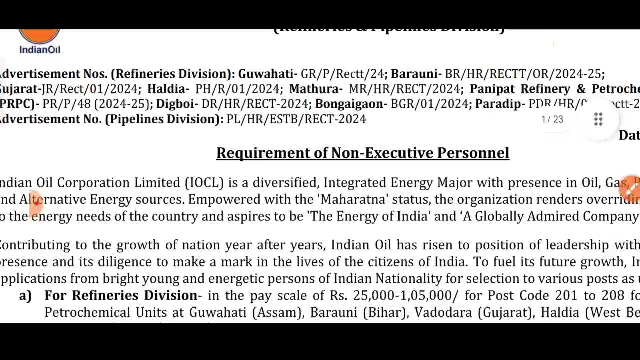 (Refineries & Pipelines Division)
IndianOil
Advertisement Nos. (Refineries Division): Guwahati- GR/P/Rectt/24; Barauni- BR/HR/RECTT/OR/2024-25;
Gujarat-JR/Rect/01/2024; Haldia- PH/R/01/2024; Mathura- MR/HR/RECT/2024; Panipat Refinery & Petroche
(PRPC)- PR/P/48 (2024-25); Digboi- DR/HR/RECT-2024; Bongaigaon- BGR/01/2024; Paradip-
Advertisement No. (Pipelines Division): PL/HR/ESTB/RECT-2024
1/23
Dat
Requirement of Non-Executive Personnel
ndian Oil Corporation Limited (IOCL) is a diversified, Integrated Energy Major with presence in Oil, Gas,
nd Alternative Energy sources. Empowered with the 'Maharatna' status, the organization renders overridin
o the energy needs of the country and aspires to be 'The Energy of India' and 'A Globally Admired Company
Contributing to the growth of nation year after years, Indian Oil has risen to position of leadership with
presence and its diligence to make a mark in the lives of the citizens of India. To fuel its future growth, In
applications from bright young and energetic persons of Indian Nationality for selection to various posts as u
a) For Refineries Division- in the pay scale of Rs. 25,000-1,05,000/ for Post Code 201 to 208 fo
Petrochemical Units at Guwahati (Assam), Barauni (Bihar), Vadodara (Gujarat), Haldia (West Be